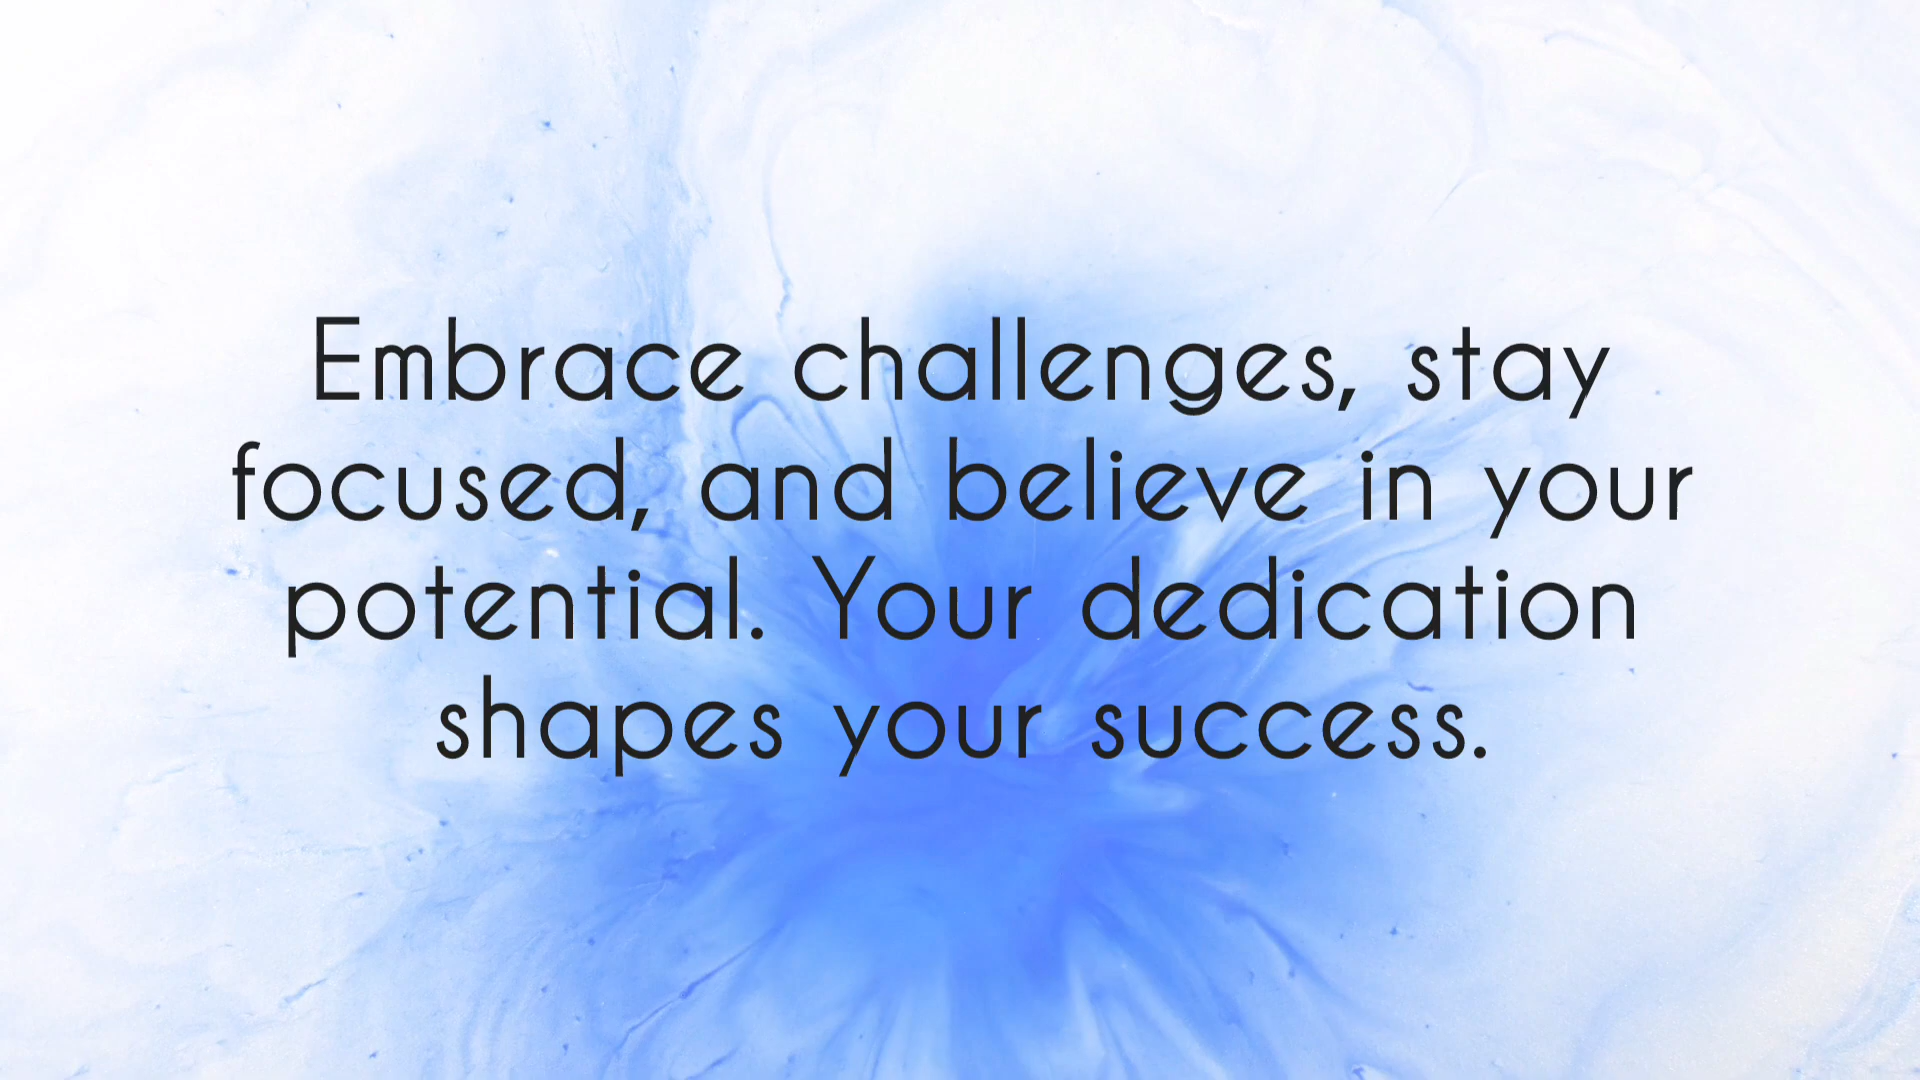 Embrace challenges, stay
focused, and believe in your
potential. Your dedication
shapes your success.